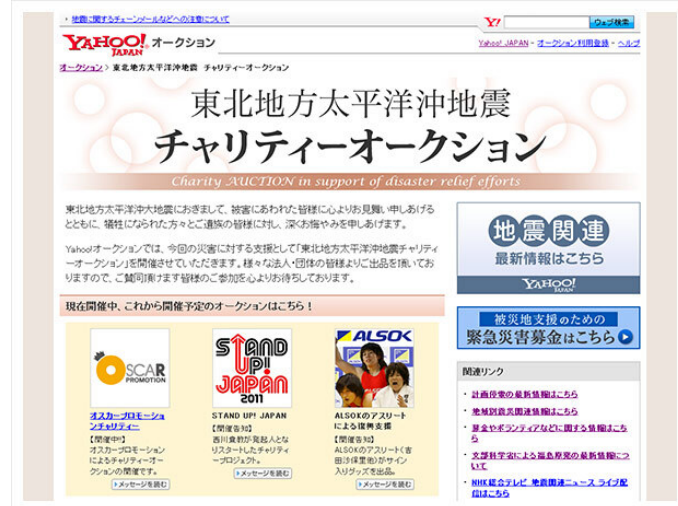 ・ 地震に関するチェーンメールなどへの注意について
Y! ウェブ検索
YAHOO! JAPAN オークション
Yahoo! JAPAN - オークション利用登録 - ヘルプ
オークション > 東北地方太平洋沖地震 チャリティーオークション
東北地方太平洋沖地震
チャリティーオークション
Charity AUCTION in support of disaster relief efforts
東北地方太平洋沖大地震におきまして、被害にあわれた皆様に心よりお見舞い申しあげる
とともに、犠牲になられた方々とご遺族の皆様に対し、深くお悔やみを申しあげます。
Yahoo!オークションでは、今回の災害に対する支援として「東北地方太平洋沖地震チャリティ
ーオークション」を開催させていただきます。様々な法人・団体の皆様よりご出品を頂いてお
りますので、ご賛同頂けます皆様のご参加を心よりお待ちしております。
現在開催中、これから開催予定のオークションはこちら！
OSCAR
PROMOTION
オスカープロモーショ
ンチャリティー
【開催中!】
オスカープロモーション
によるチャリティーオー
クションの開催です。
メッセージを読む
STAND
UP!
JAPAN
2011
STAND UP! JAPAN
【開催告知】
西川貴教が発起人とな
りスタートしたチャリティ
ープロジェクト。
メッセージを読む
ALSOK
ALSOKのアスリート
による復興支援
【開催告知】
ALSOKのアスリート（吉
田沙保里他）がサイン
入りグッズを出品。
メッセージを読む
地震関連
最新情報はこちら
YAHOO!
JAPAN
被災地支援のための
緊急災害募金はこちら
関連リンク
・ 計画停電の最新情報はこちら
・ 地域別震災関連情報はこちら
・ 募金やボランティアなどに関する情報はこち
ら
・ 文部科学省による福島原発の最新情報につ
いて
・ NHK総合テレビ 地震関連ニュース ライブ配
信はこちら